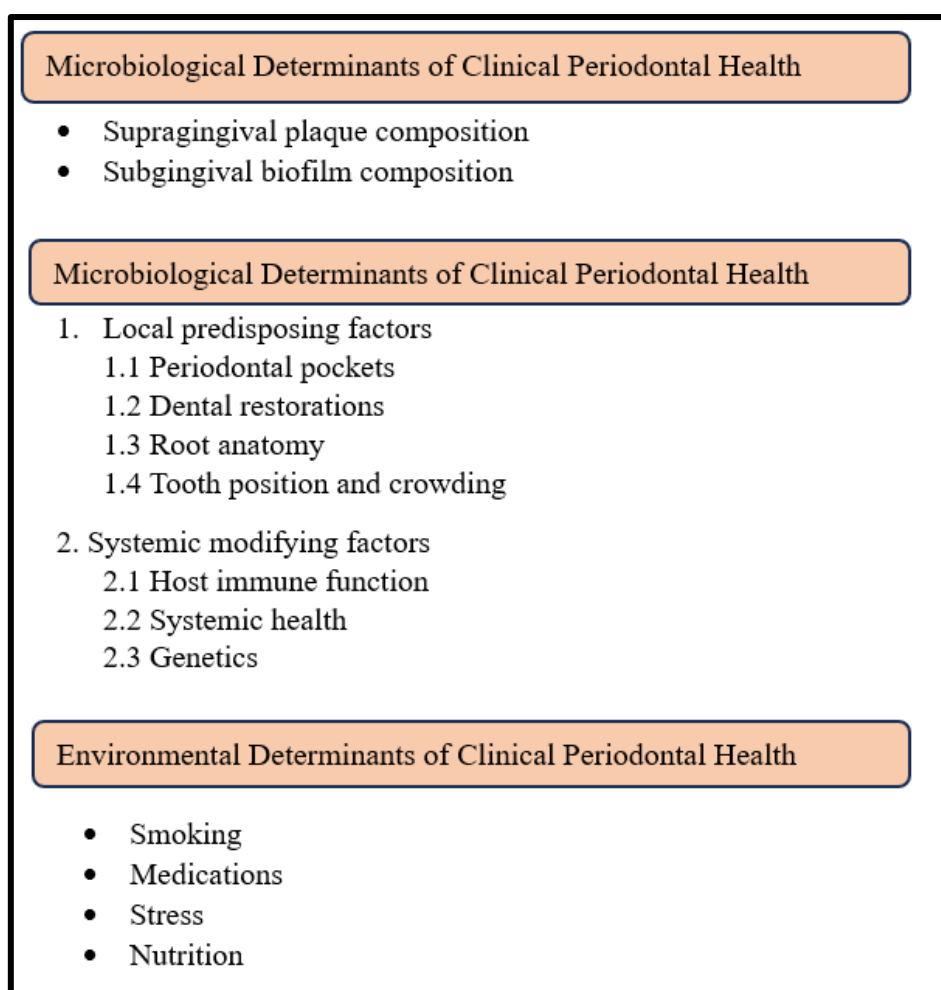 Microbiological Determinants of Clinical Periodontal Health
• Supragingival plaque composition
• Subgingival biofilm composition
Microbiological Determinants of Clinical Periodontal Health
1. Local predisposing factors
1.1 Periodontal pockets
1.2 Dental restorations
1.3 Root anatomy
1.4 Tooth position and crowding
2. Systemic modifying factors
2.1 Host immune function
2.2 Systemic health
2.3 Genetics
Environmental Determinants of Clinical Periodontal Health
• Smoking
• Medications
• Stress
• Nutrition